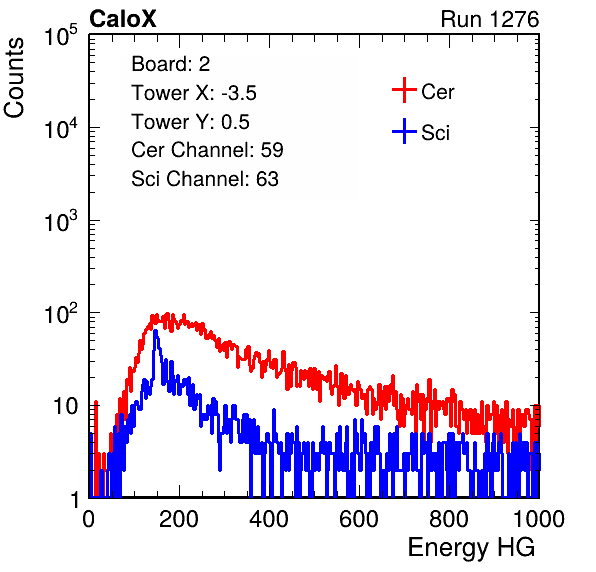 CaloX Run 1276
Counts
10^5
10^4
10^3
10^2
10
1
Board: 2
Tower X: -3.5
Tower Y: 0.5
Cer Channel: 59
Sci Channel: 63
Cer
Sci
0 200 400 600 800 1000
Energy HG